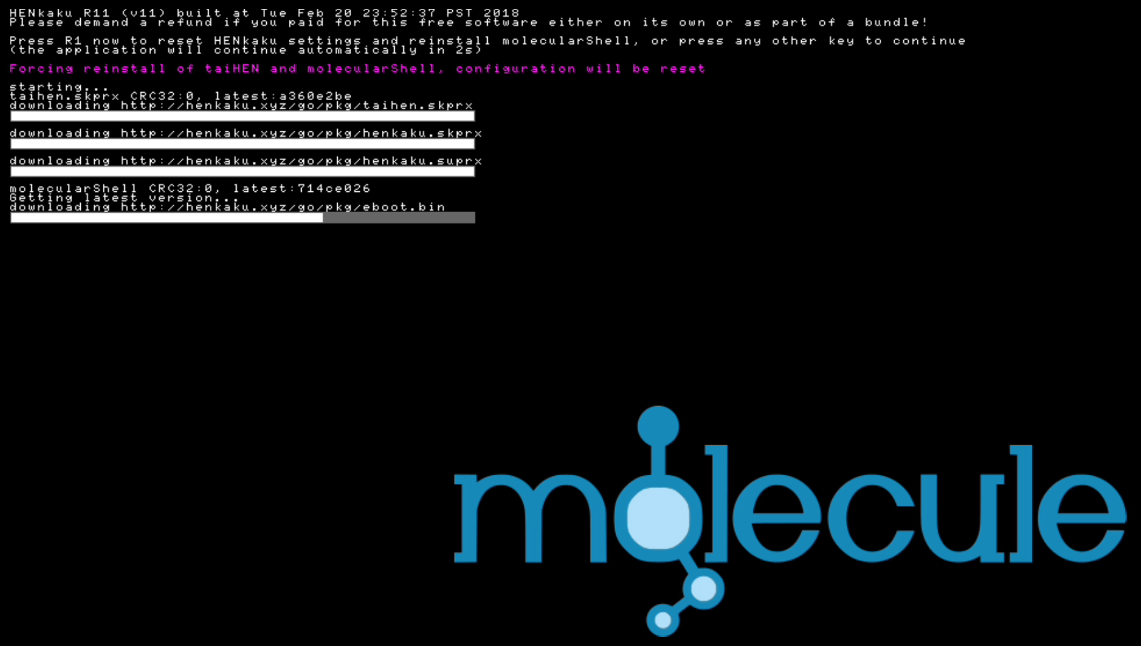 HENkaku R11 (v11) built at Tue Feb 20 23:52:37 PST 2018
Please demand a refund if you paid for this free software either on its own or as part of a bundle!
Press R1 now to reset HENkaku settings and reinstall molecularShell, or press any other key to continue
(the application will continue automatically in 2s)
Forcing reinstall of taiHEN and molecularShell, configuration will be reset
starting...
taihen.skprx CRC32:0, latest:a360e2be
downloading http://henkaku.xyz/go/pkg/taihen.skprx
downloading http://henkaku.xyz/go/pkg/henkaku.skprx
downloading http://henkaku.xyz/go/pkg/henkaku.suprx
molecularShell CRC32:0, latest:714ce026
Getting latest version...
downloading http://henkaku.xyz/go/pkg/eboot.bin
molecule